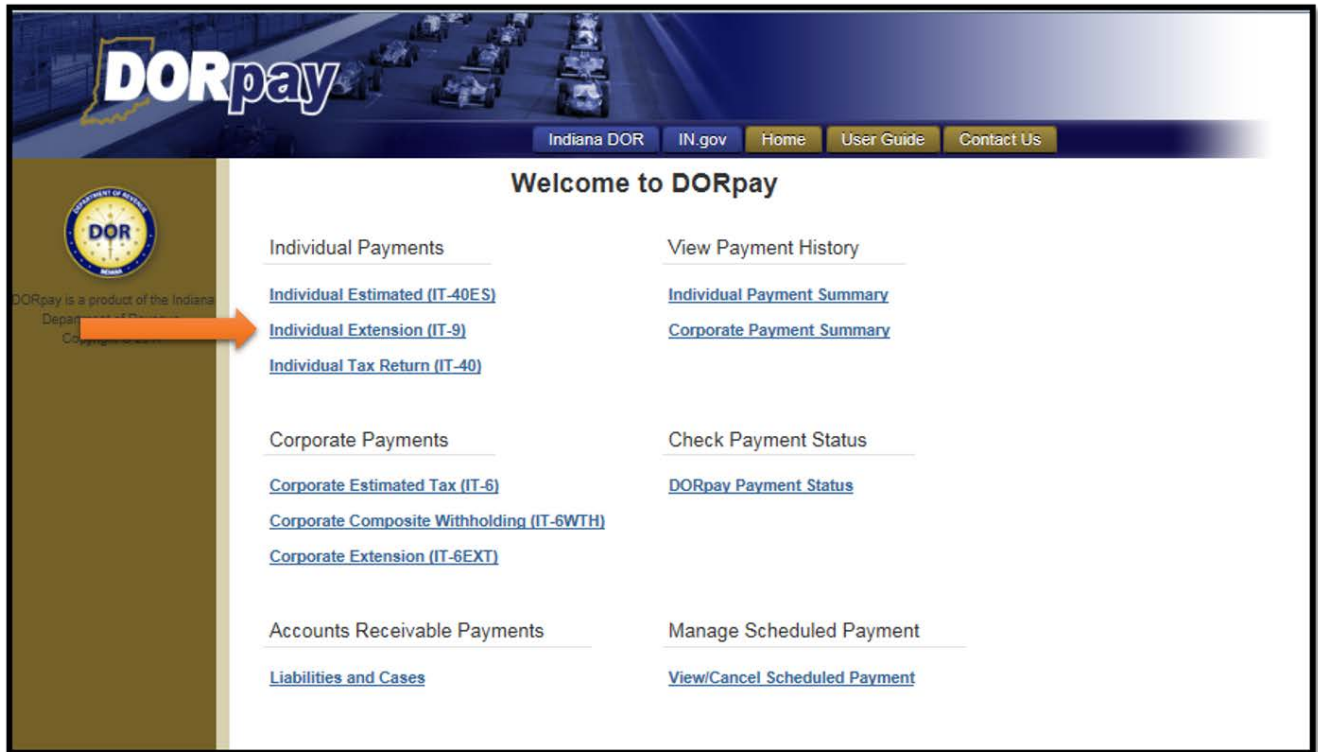 DORpay
Indiana DOR IN.gov Home User Guide Contact Us
DEPARTMENT OF REVENUE
DOR
INDIANA
DORpay is a product of the Indiana
Welcome to DORpay
Individual Payments
Individual Estimated (IT-40ES)
Individual Extension (IT-9)
Individual Tax Return (IT-40)
View Payment History
Individual Payment Summary
Corporate Payment Summary
Corporate Payments
Corporate Estimated Tax (IT-6)
Corporate Composite Withholding (IT-6WTH)
Corporate Extension (IT-6EXT)
Check Payment Status
DORpay Payment Status
Accounts Receivable Payments
Liabilities and Cases
Manage Scheduled Payment
View/Cancel Scheduled Payment